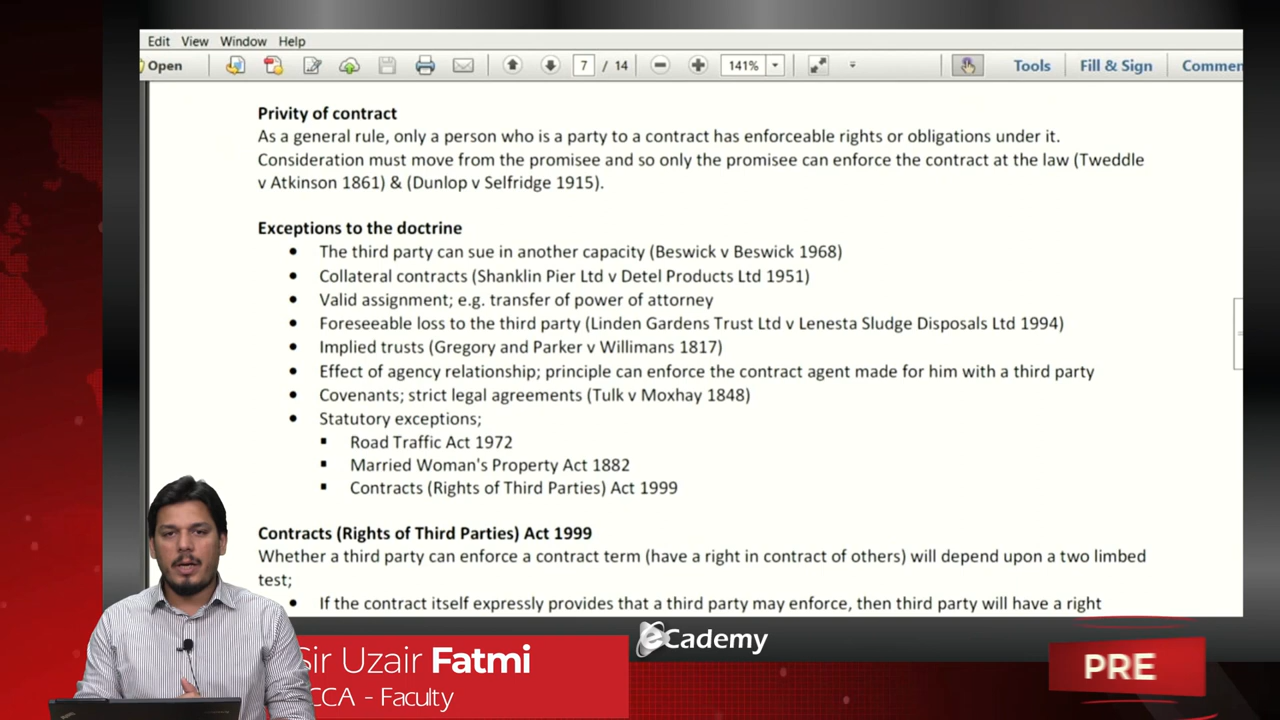 Edit View Window Help
Open 7 / 14 141% Tools Fill & Sign Commen
Privity of contract
As a general rule, only a person who is a party to a contract has enforceable rights or obligations under it.
Consideration must move from the promisee and so only the promisee can enforce the contract at the law (Tweddle
v Atkinson 1861) & (Dunlop v Selfridge 1915).
Exceptions to the doctrine
• The third party can sue in another capacity (Beswick v Beswick 1968)
• Collateral contracts (Shanklin Pier Ltd v Detel Products Ltd 1951)
• Valid assignment; e.g. transfer of power of attorney
• Foreseeable loss to the third party (Linden Gardens Trust Ltd v Lenesta Sludge Disposals Ltd 1994)
• Implied trusts (Gregory and Parker v Willimans 1817)
• Effect of agency relationship; principle can enforce the contract agent made for him with a third party
• Covenants; strict legal agreements (Tulk v Moxhay 1848)
• Statutory exceptions;
▪ Road Traffic Act 1972
▪ Married Woman's Property Act 1882
▪ Contracts (Rights of Third Parties) Act 1999
Contracts (Rights of Third Parties) Act 1999
Whether a third party can enforce a contract term (have a right in contract of others) will depend upon a two limbed
test;
• If the contract itself expressly provides that a third party may enforce, then third party will have a right
eCademy
Sir Uzair Fatmi
CCA - Faculty
PRE